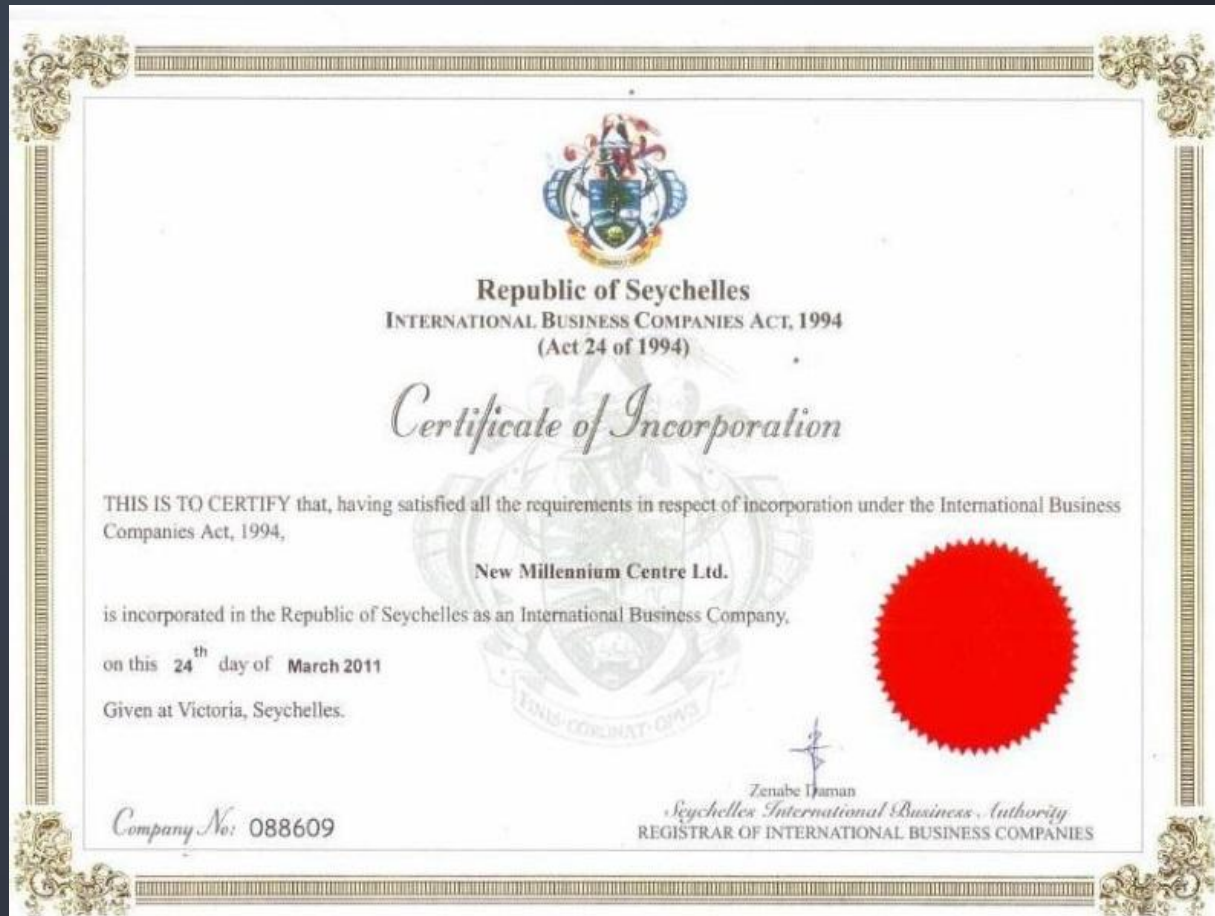 Republic of Seychelles
INTERNATIONAL BUSINESS COMPANIES ACT, 1994
(Act 24 of 1994)
Certificate of Incorporation
THIS IS TO CERTIFY that, having satisfied all the requirements in respect of incorporation under the International Business
Companies Act, 1994,
New Millennium Centre Ltd.
is incorporated in the Republic of Seychelles as an International Business Company,
on this 24th day of March 2011
Given at Victoria, Seychelles.
FINIS·CORONAT·OPVS
Zenabe Daman
Seychelles International Business Authority
Company No: 088609
REGISTRAR OF INTERNATIONAL BUSINESS COMPANIES